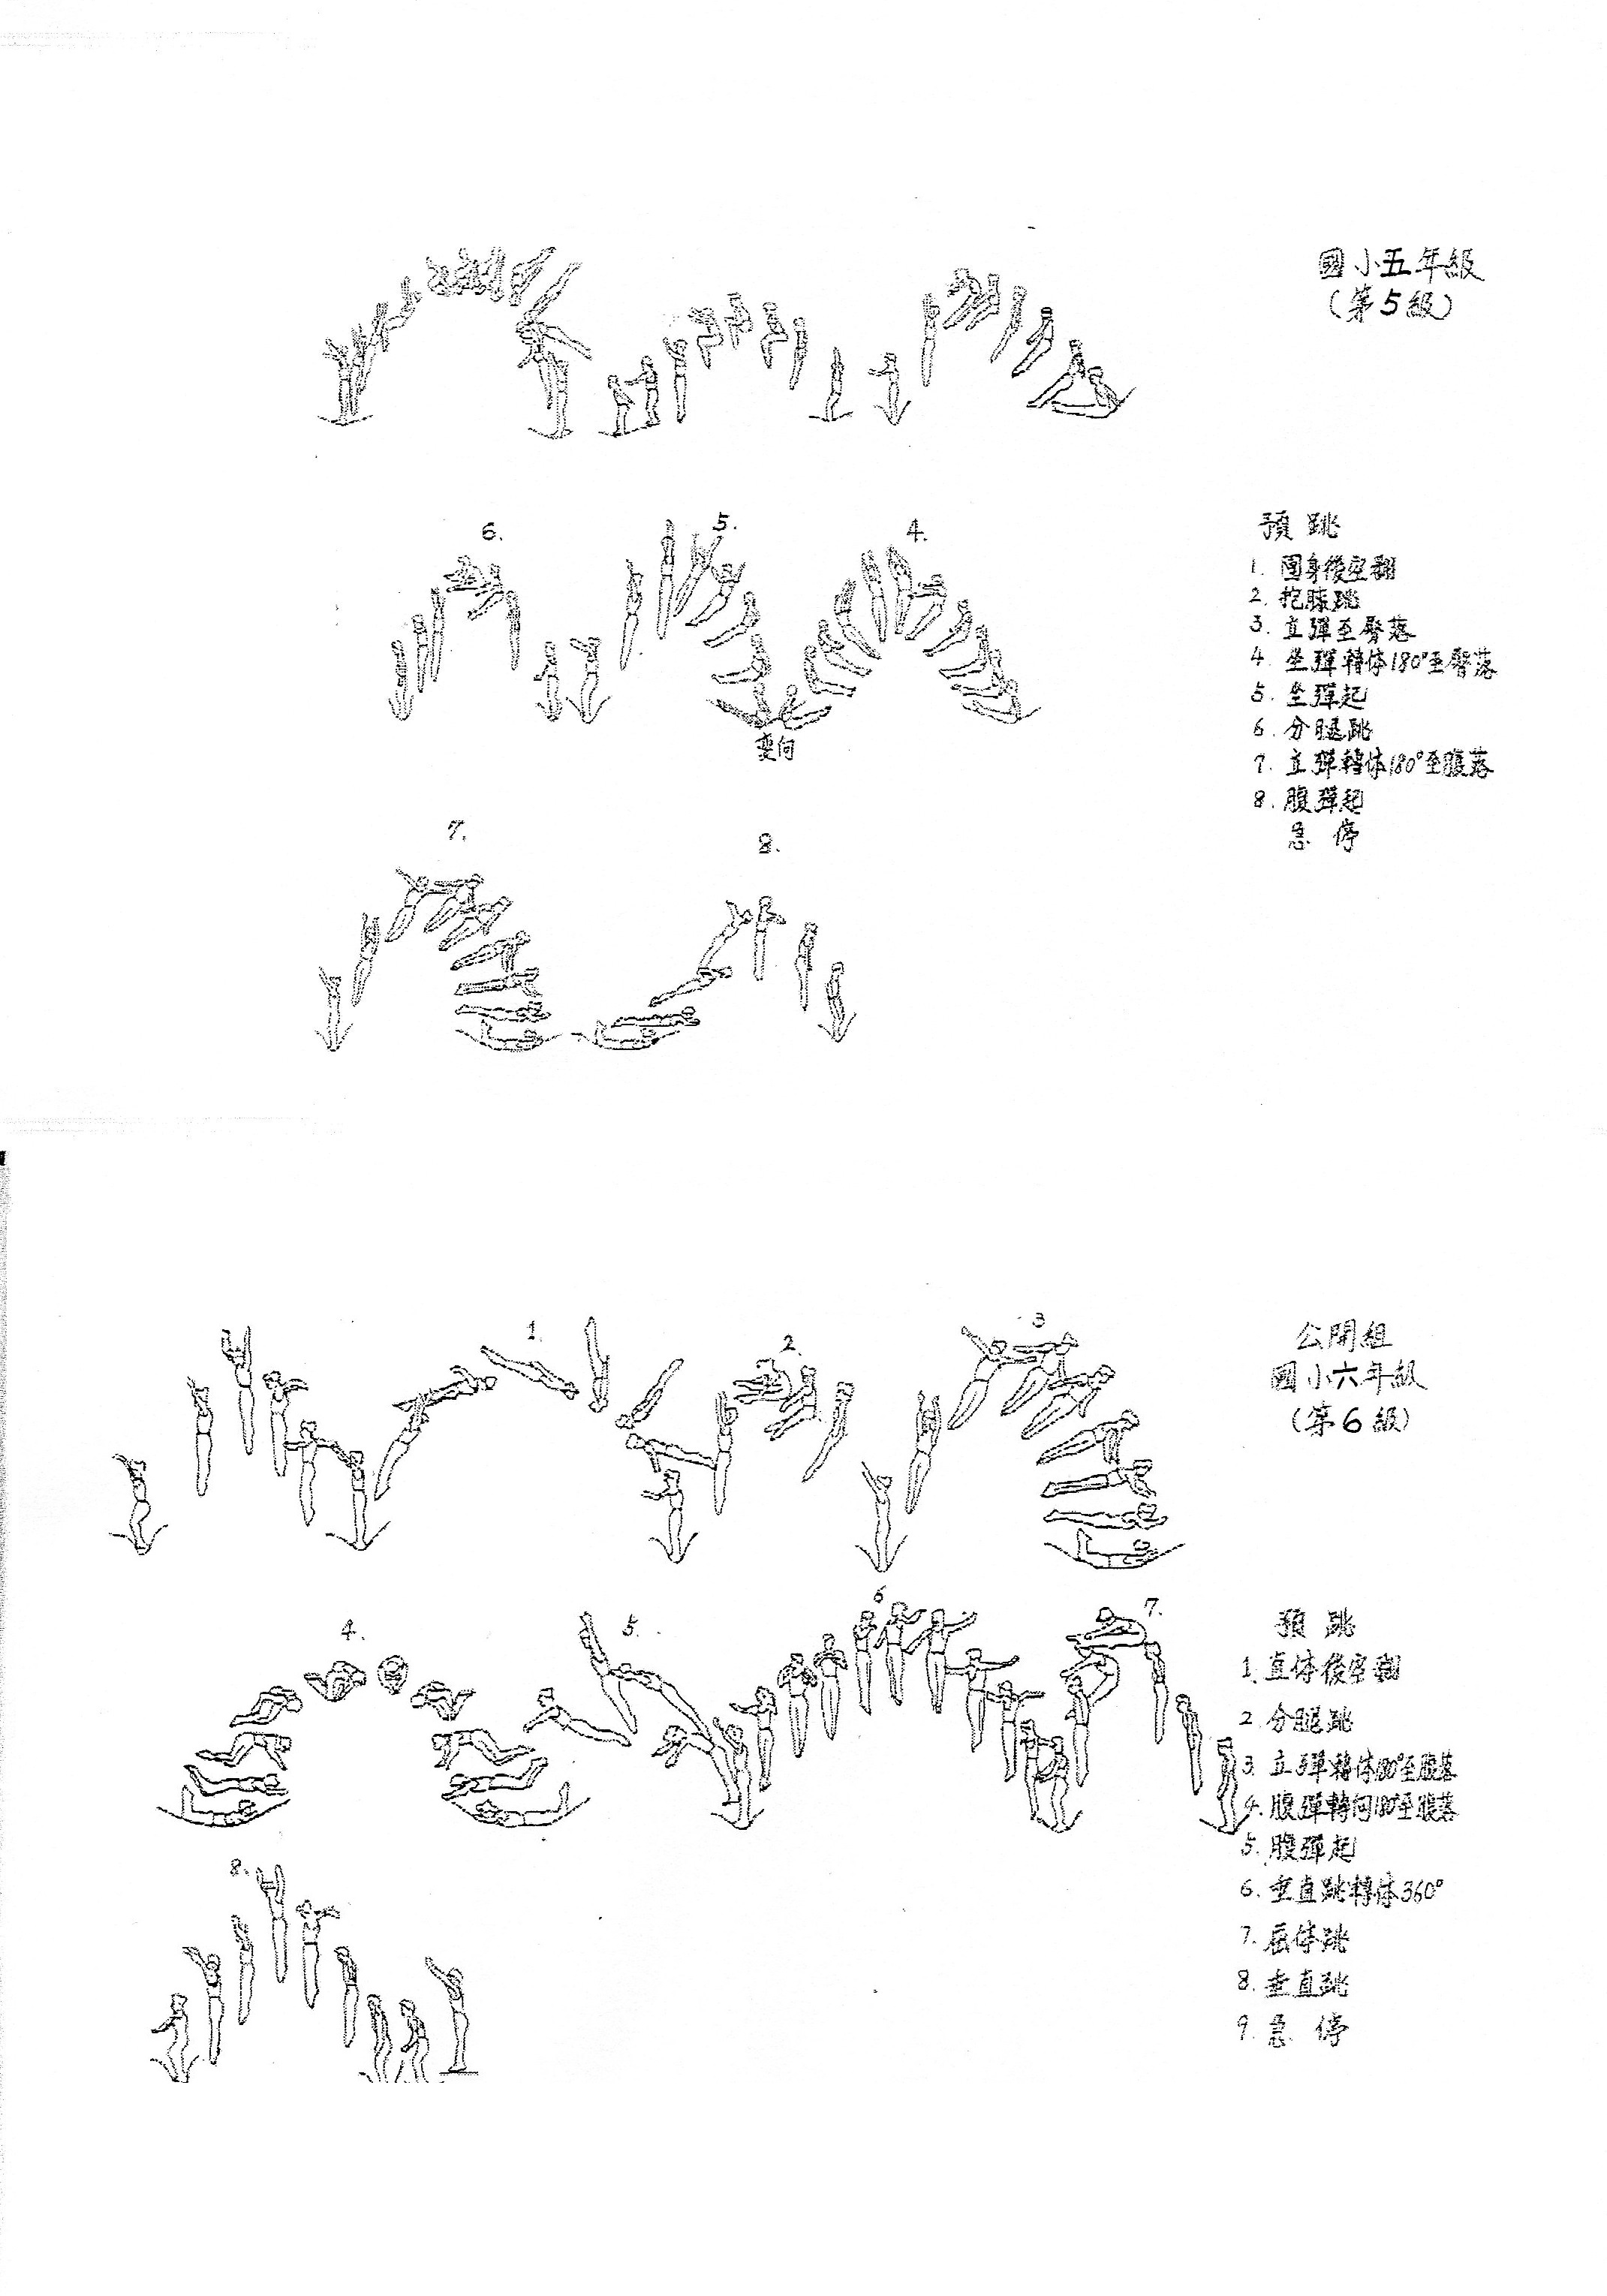 國小五年級
(第5級)
6.
5.
4.
变向
預跳
1. 團身後空翻
2. 抱膝跳
3. 立彈至臀落
4. 坐彈轉体180°至臀落
5. 坐彈起
6. 分腿跳
7. 立彈轉体180°至腹落
8. 腹彈起
急停
7.
8.
1.
2.
3
公開組
國小六年級
(第6級)
4.
5.
6
7.
8.
預跳
1. 直体後空翻
2. 分腿跳
3. 立彈轉体180°至腹落
4. 腹彈轉向180°至腹落
5. 腹彈起
6. 垂直跳轉体360°
7. 屈体跳
8. 垂直跳
9. 急停